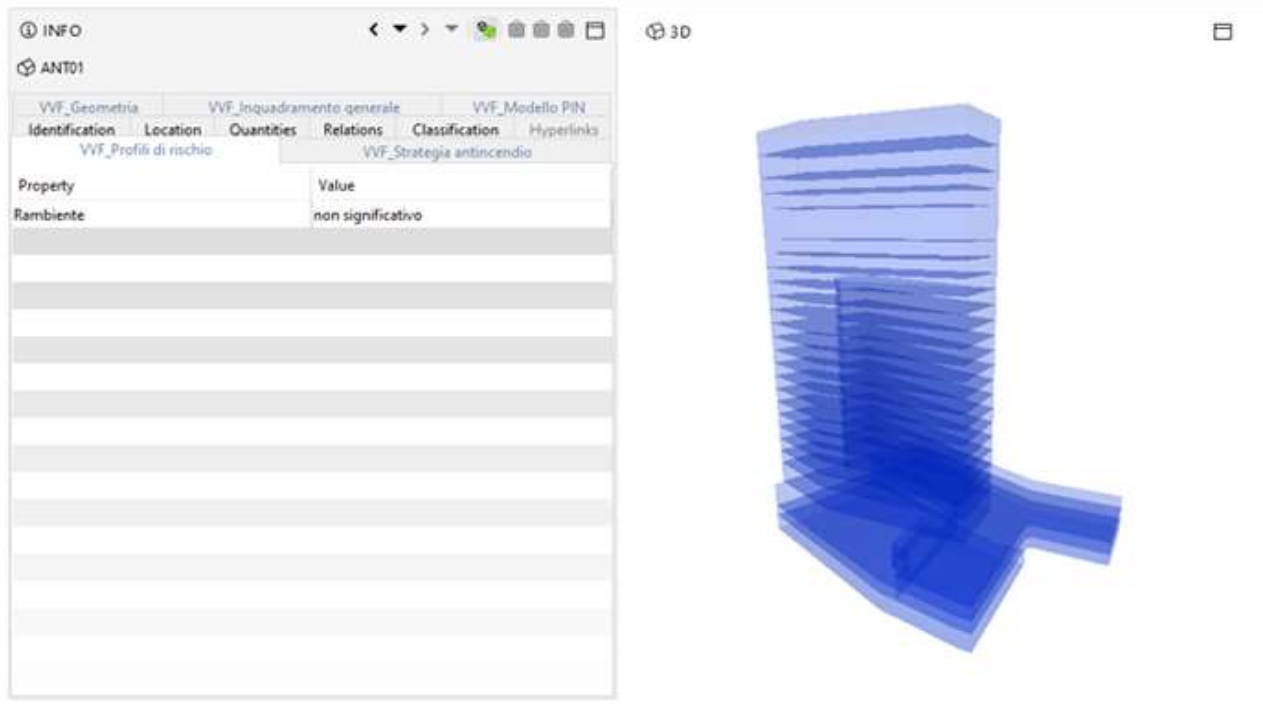 INFO
3D
ANT01
VVF_Geometria VVF_Inquadramento generale VVF_Modello PIN
Identification Location Quantities Relations Classification Hyperlinks
VVF_Profili di rischio VVF_Strategia antincendio
Property Value
Rambiente non significativo